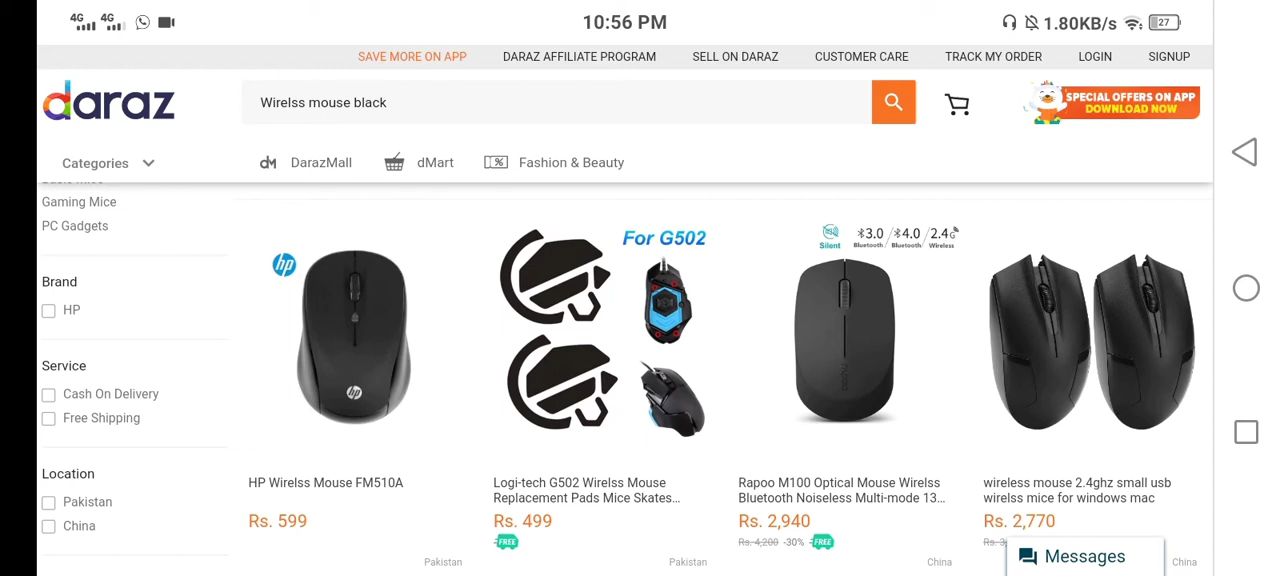 4G 4G 10:56 PM 1.80KB/s 27
SAVE MORE ON APP DARAZ AFFILIATE PROGRAM SELL ON DARAZ CUSTOMER CARE TRACK MY ORDER LOGIN SIGNUP
daraz
Wirelss mouse black
SPECIAL OFFERS ON APP
DOWNLOAD NOW
Categories
dM DarazMall dMart Fashion & Beauty
Gaming Mice
PC Gadgets
Brand
HP
Service
Cash On Delivery
Free Shipping
Location
Pakistan
China
hp
hp
HP Wirelss Mouse FM510A
Rs. 599
Pakistan
For G502
Logi-tech G502 Wirelss Mouse
Replacement Pads Mice Skates...
Rs. 499
FREE
Pakistan
Silent
3.0 / 4.0 / 2.4G
Bluetooth Bluetooth Wireless
rapoo
Rapoo M100 Optical Mouse Wirelss
Bluetooth Noiseless Multi-mode 13...
Rs. 2,940
Rs. 4,200 -30% FREE
China
wireless mouse 2.4ghz small usb
wirelss mice for windows mac
Rs. 2,770
China
Messages